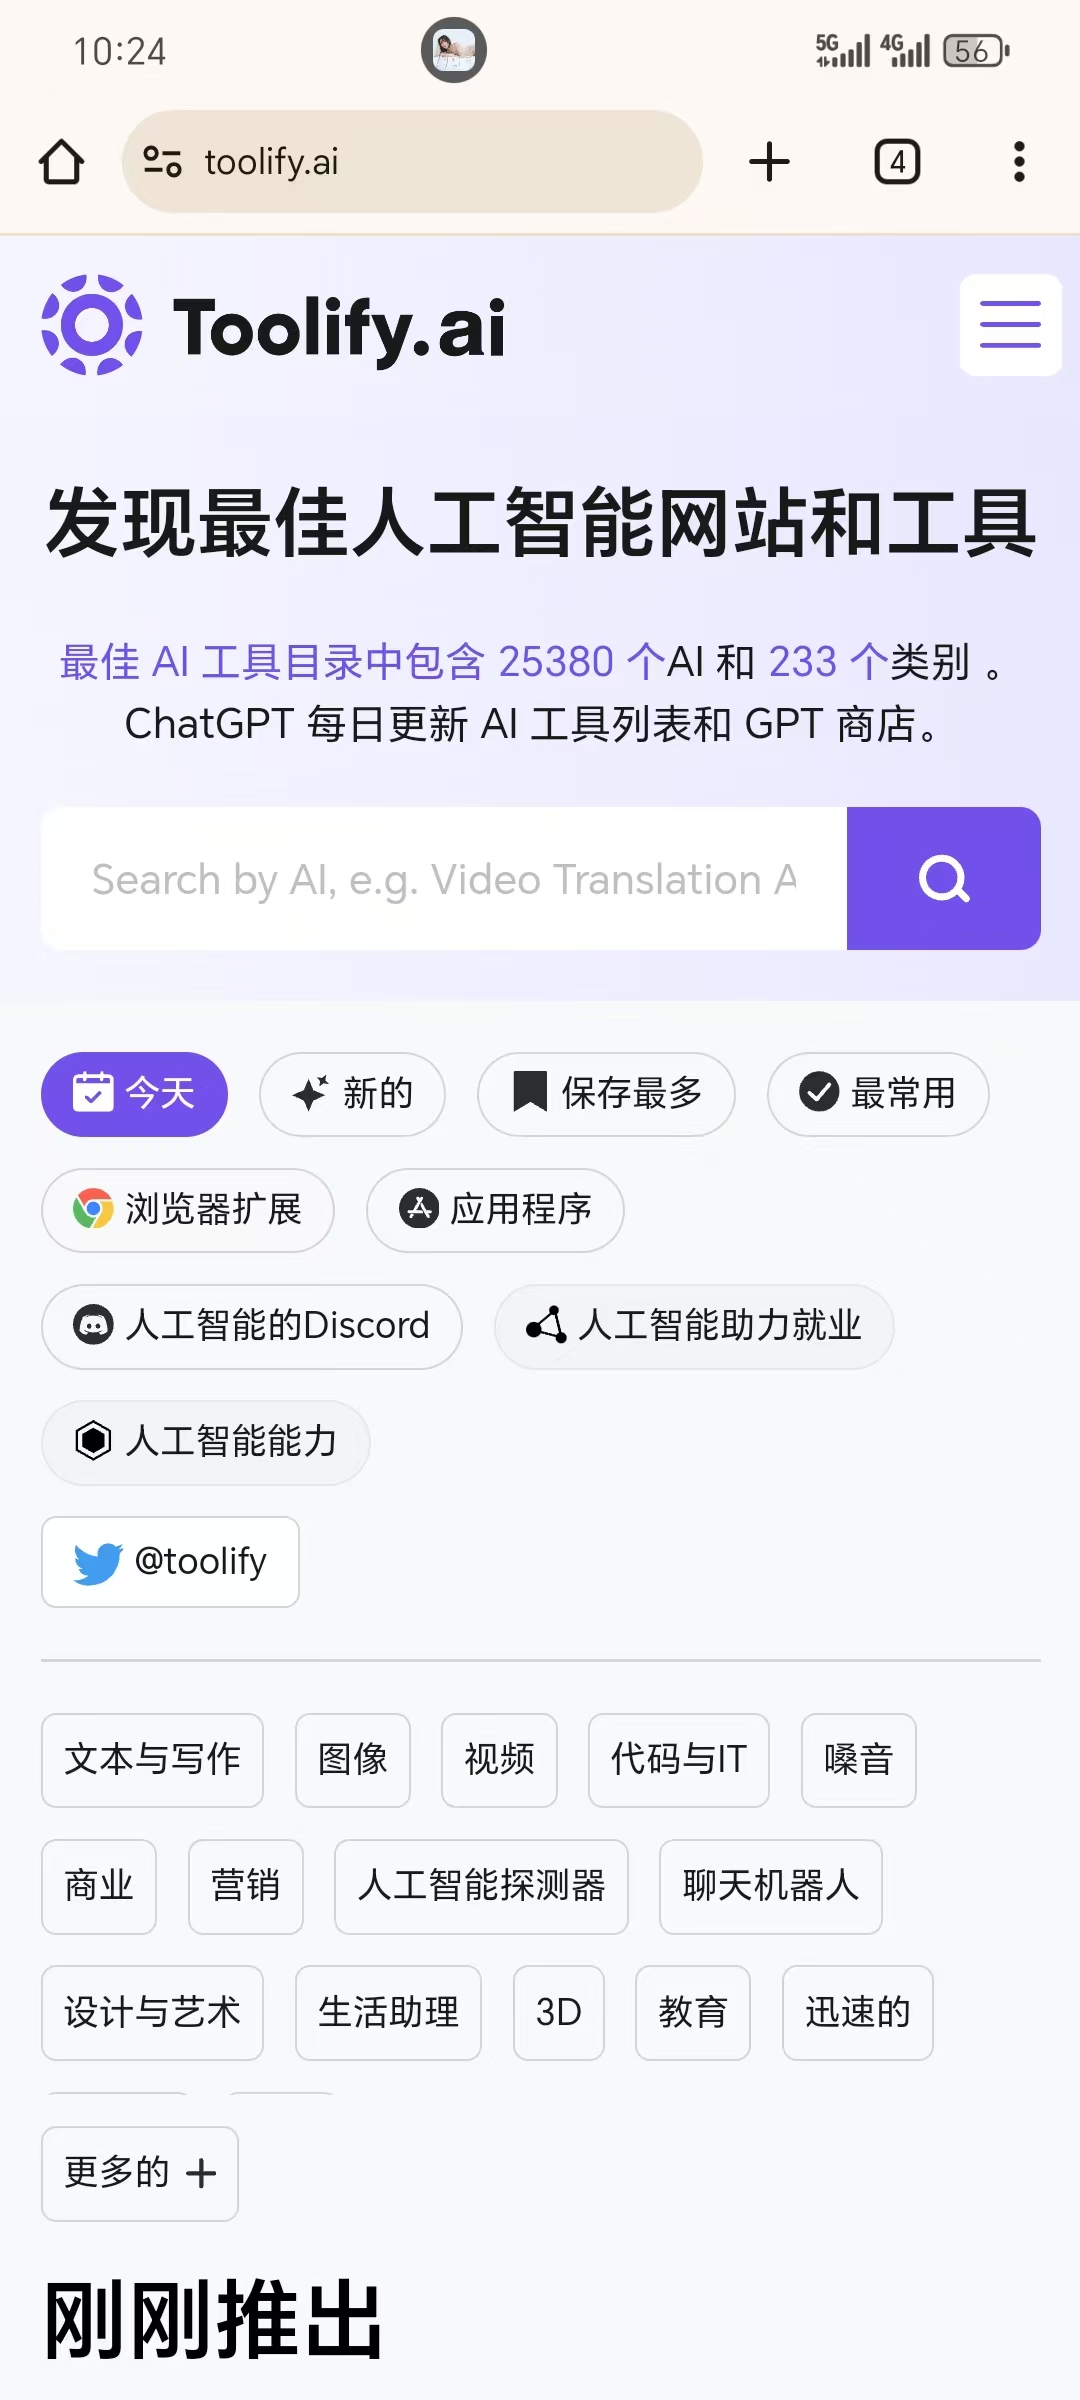 10:24
5G 4G 56
toolify.ai
4
Toolify.ai
发现最佳人工智能网站和工具
最佳 AI 工具目录中包含 25380 个AI 和 233 个类别 。
ChatGPT 每日更新 AI 工具列表和 GPT 商店。
Search by AI, e.g. Video Translation A
今天 新的 保存最多 最常用
浏览器扩展 应用程序
人工智能的Discord 人工智能助力就业
人工智能能力
@toolify
文本与写作 图像 视频 代码与IT 嗓音
商业 营销 人工智能探测器 聊天机器人
设计与艺术 生活助理 3D 教育 迅速的
更多的 +
刚刚推出